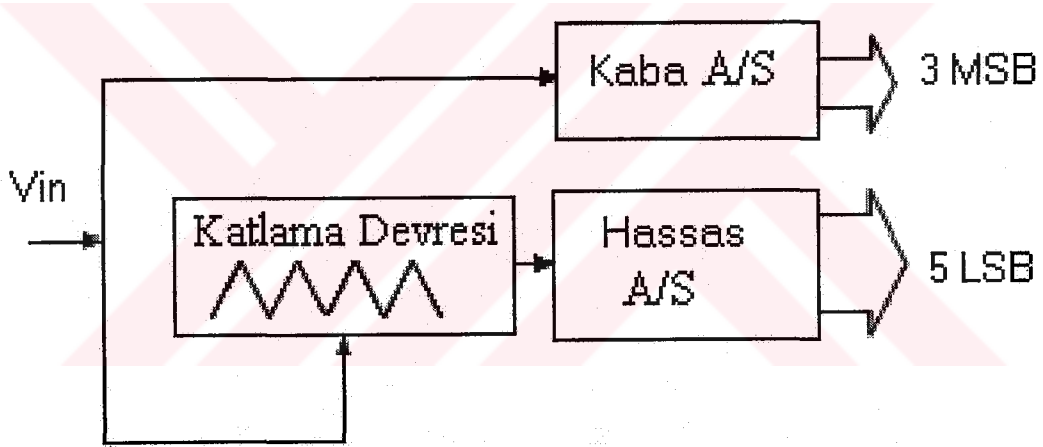 Kaba A/S
3 MSB
Vin
Katlama Devresi
Hassas
A/S
5 LSB